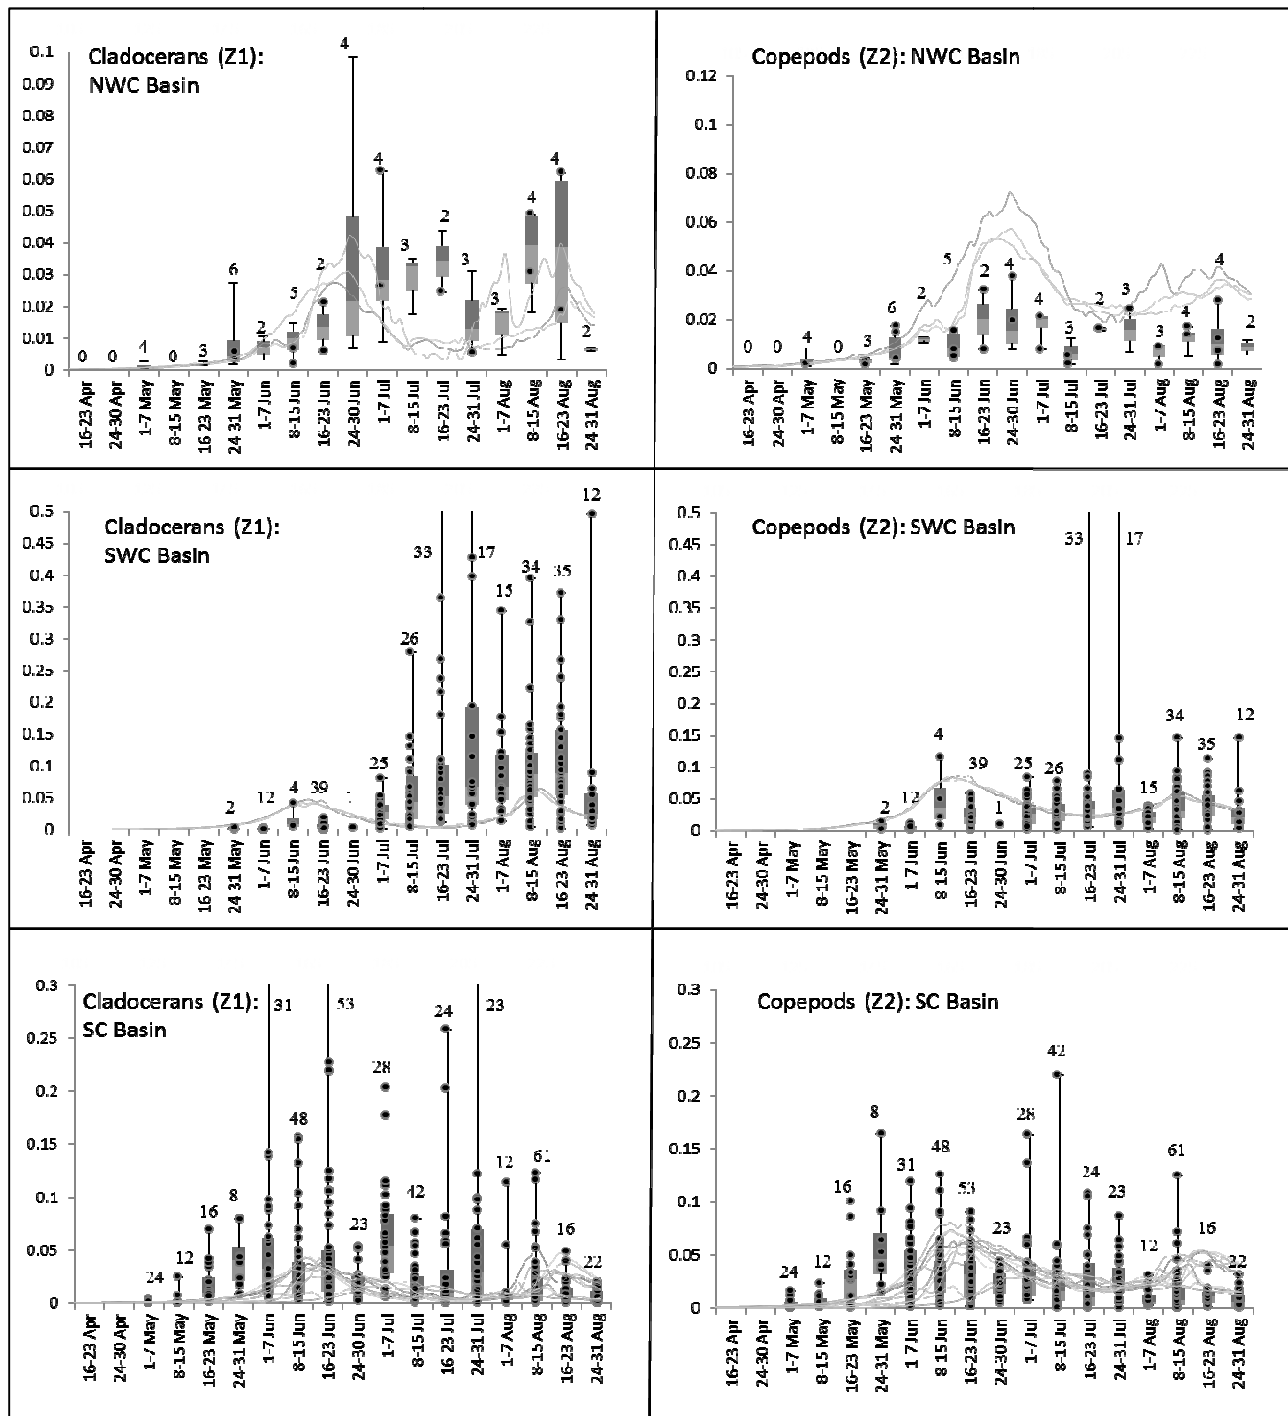 Cladocerans (Z1):
NWC Basin
0.1
0.09
0.08
0.07
0.06
0.05
0.04
0.03
0.02
0.01
0
0 0 4 0 3 6 2 5 2 4 4 3 2 3 3 4 4 2
16-23 Apr
24-30 Apr
1-7 May
8-15 May
16 23 May
24 31 May
1-7 Jun
8-15 Jun
16-23 Jun
24-30 Jun
1-7 Jul
8-15 Jul
16-23 Jul
24-31 Jul
1-7 Aug
8-15 Aug
16-23 Aug
24 31 Aug
Copepods (Z2): NWC Basin
0.12
0.1
0.08
0.06
0.04
0.02
0
0 0 4 0 3 6 2 5 2 4 4 3 2 3 3 4 4 2
16-23 Apr
24-30 Apr
1-7 May
8-15 May
16-23 May
24 31 May
1-7 Jun
8-15 Jun
16-23 Jun
24-30 Jun
1-7 Jul
8-15 Jul
16-23 Jul
24-31 Jul
1-7 Aug
8-15 Aug
16-23 Aug
24-31 Aug
Cladocerans (Z1):
SWC Basin
0.5
0.45
0.4
0.35
0.3
0.25
0.2
0.15
0.1
0.05
0
2 12 4 39 1 25 26 33 17 15 34 35 12
16-23 Apr
24-30 Apr
1-7 May
8-15 May
16 23 May
24 31 May
1-7 Jun
8-15 Jun
16-23 Jun
24-30 Jun
1-7 Jul
8-15 Jul
16-23 Jul
24-31 Jul
1-7 Aug
8-15 Aug
16 23 Aug
24 31 Aug
Copepods (Z2): SWC Basin
0.5
0.45
0.4
0.35
0.3
0.25
0.2
0.15
0.1
0.05
0
2 12 4 39 1 25 26 33 17 15 34 35 12
16-23 Apr
24-30 Apr
1-7 May
8-15 May
16-23 May
24-31 May
1 7 Jun
8 15 Jun
16-23 Jun
24-30 Jun
1-7 Jul
8-15 Jul
16-23 Jul
24-31 Jul
1-7 Aug
8-15 Aug
16-23 Aug
24-31 Aug
Cladocerans (Z1):
SC Basin
0.3
0.25
0.2
0.15
0.1
0.05
0
24 12 16 8 31 48 53 23 28 42 24 23 12 61 16 22
16-23 Apr
24-30 Apr
1-7 May
8-15 May
16-23 May
24-31 May
1-7 Jun
8-15 Jun
16-23 Jun
24-30 Jun
1-7 Jul
8-15 Jul
16 23 Jul
24-31 Jul
1-7 Aug
8-15 Aug
16-23 Aug
24-31 Aug
Copepods (Z2): SC Basin
0.3
0.25
0.2
0.15
0.1
0.05
0
24 12 16 8 31 48 53 23 28 42 24 23 12 61 16 22
16-23 Apr
24-30 Apr
1-7 May
8-15 May
16-23 May
24-31 May
1 7 Jun
8-15 Jun
16-23 Jun
24-30 Jun
1-7 Jul
8-15 Jul
16-23 Jul
24-31 Jul
1-7 Aug
8-15 Aug
16-23 Aug
24-31 Aug